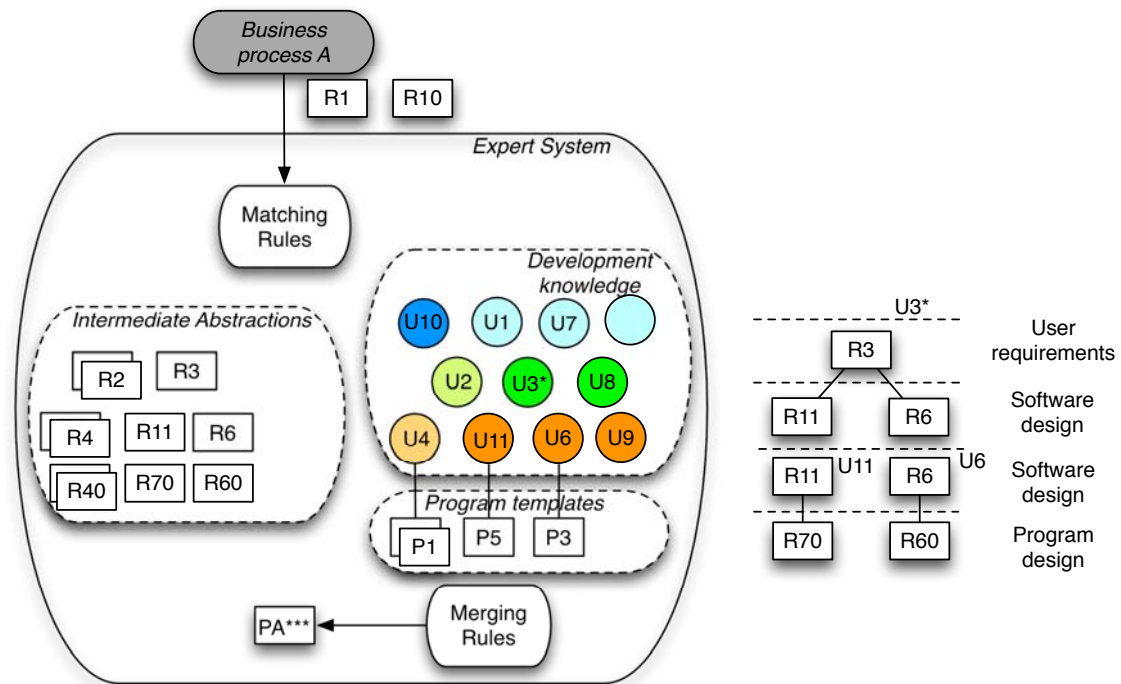 Business
process A
R1 R10
Expert System
Matching
Rules
Development
knowledge
Intermediate Abstractions
U10 U1 U7
R2 R3
U2 U3* U8
R4 R11 R6
U4 U11 U6 U9
R40 R70 R60
Program templates
P1 P5 P3
Merging
Rules
PA***
U3*
User
requirements
R3
R11 R6
Software
design
R11 U11 R6 U6
Software
design
R70 R60
Program
design